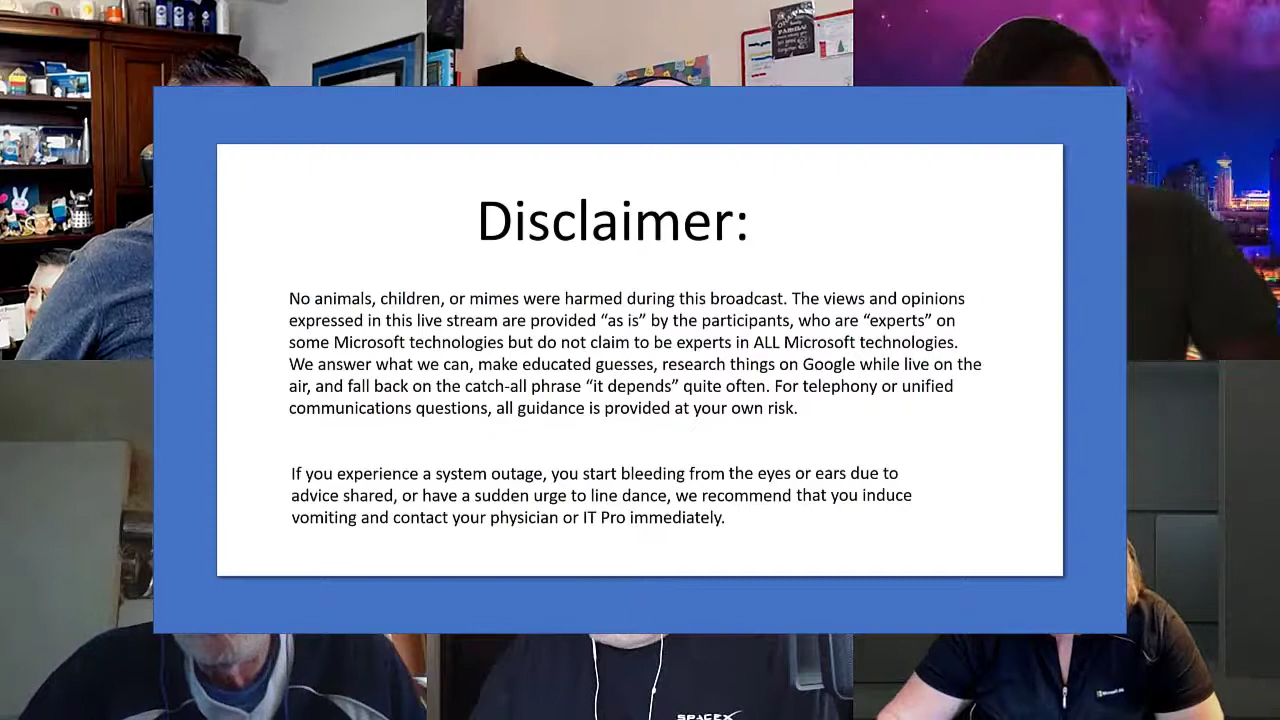 Disclaimer:
No animals, children, or mimes were harmed during this broadcast. The views and opinions
expressed in this live stream are provided “as is” by the participants, who are “experts” on
some Microsoft technologies but do not claim to be experts in ALL Microsoft technologies.
We answer what we can, make educated guesses, research things on Google while live on the
air, and fall back on the catch-all phrase “it depends” quite often. For telephony or unified
communications questions, all guidance is provided at your own risk.
If you experience a system outage, you start bleeding from the eyes or ears due to
advice shared, or have a sudden urge to line dance, we recommend that you induce
vomiting and contact your physician or IT Pro immediately.
SPACEX